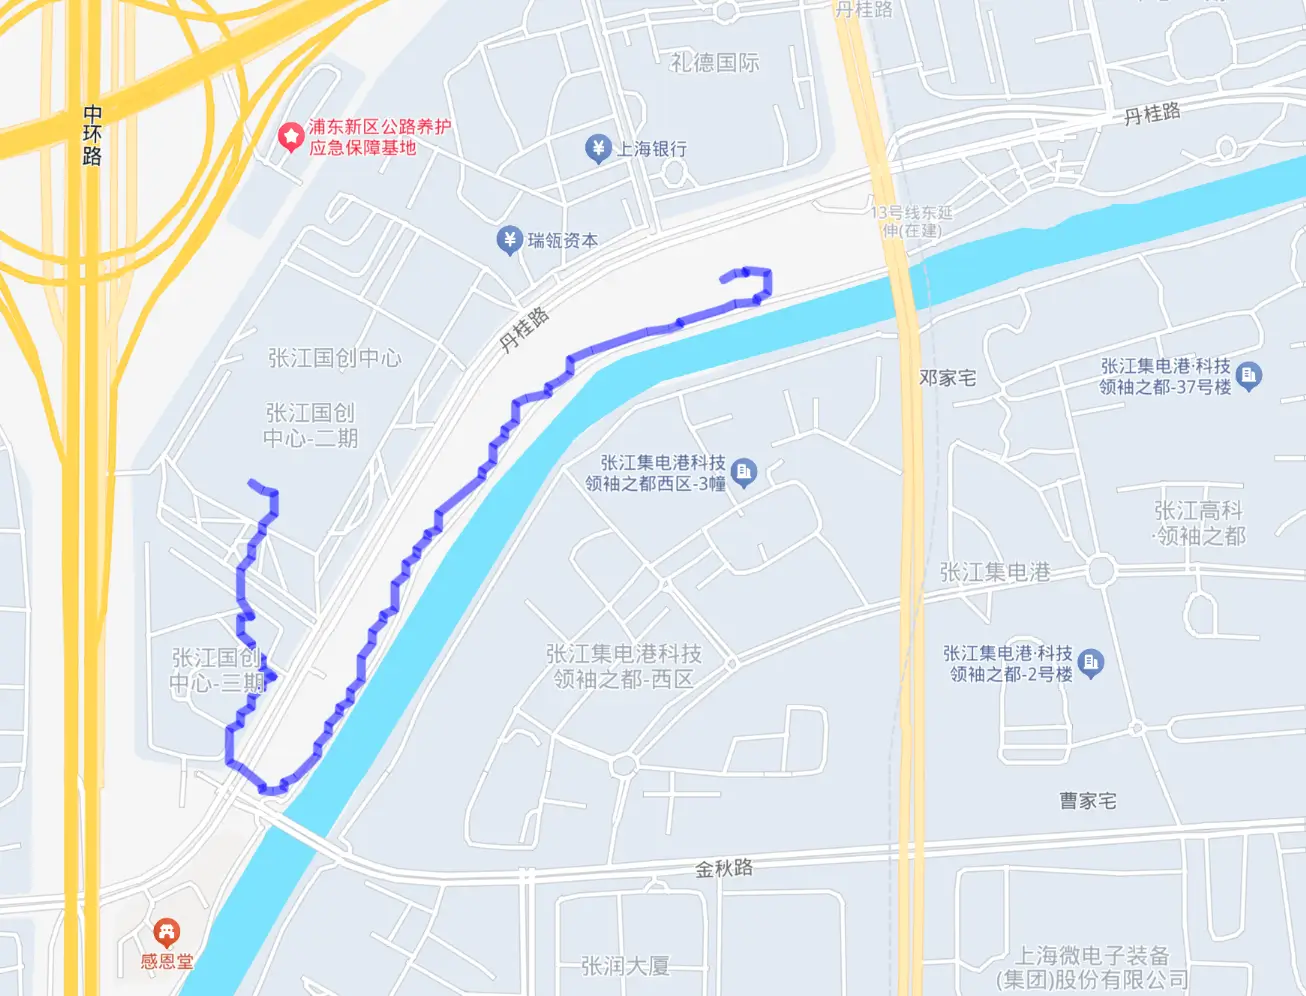 丹桂路
礼德国际
中环路
浦东新区公路养护
应急保障基地
丹桂路
上海银行
13号线东延
伸(在建)
瑞瓴资本
丹桂路
张江国创中心
邓家宅
张江集电港·科技
领袖之都-37号楼
张江国创
中心-二期
张江集电港科技
领袖之都西区-3幢
张江高科
·领袖之都
张江集电港
张江国创
中心-三期
张江集电港科技
领袖之都-西区
张江集电港·科技
领袖之都-2号楼
曹家宅
金秋路
感恩堂
张润大厦
上海微电子装备
(集团)股份有限公司